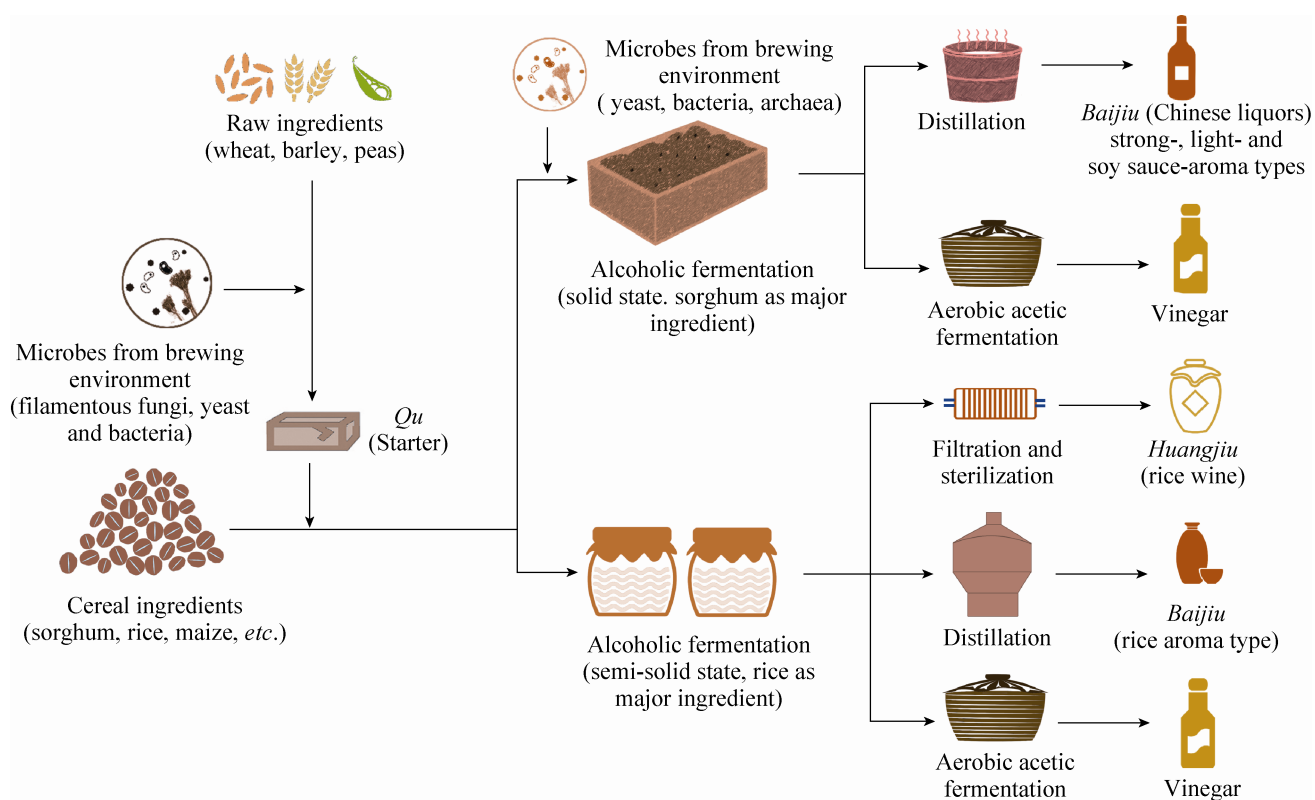 Raw ingredients
(wheat, barley, peas)
Microbes from brewing
environment
(filamentous fungi, yeast
and bacteria)
Qu
(Starter)
Cereal ingredients
(sorghum, rice, maize, etc.)
Microbes from brewing
environment
( yeast, bacteria, archaea)
Alcoholic fermentation
(solid state. sorghum as major
ingredient)
Alcoholic fermentation
(semi-solid state, rice as
major ingredient)
Distillation
Baijiu (Chinese liquors)
strong-, light- and
soy sauce-aroma types
Aerobic acetic
fermentation
Vinegar
Filtration and
sterilization
Huangjiu
(rice wine)
Distillation
Baijiu
(rice aroma type)
Aerobic acetic
fermentation
Vinegar